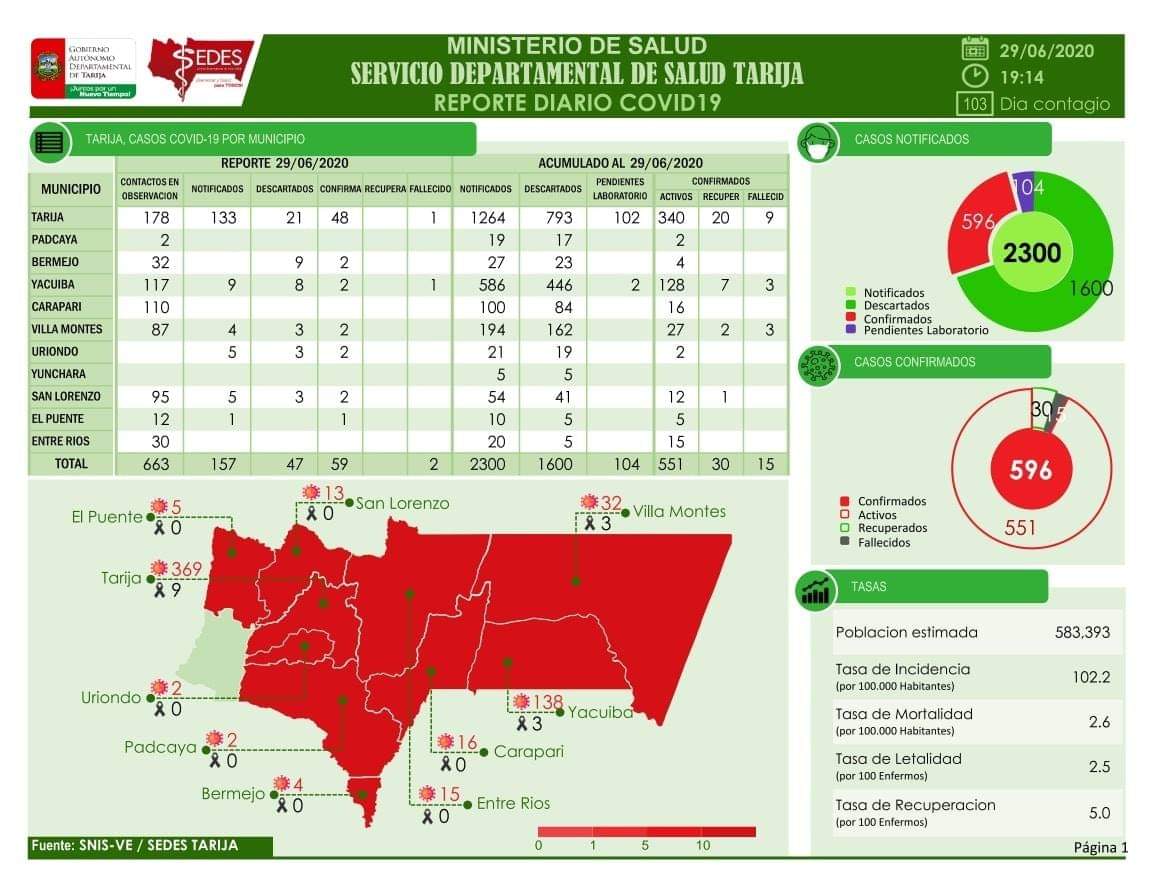 GOBIERNO
AUTÓNOMO
DEPARTAMENTAL
DE TARIJA
¡Juntos por un
Nuevo Tiempo!
SEDES
para TODOS!
MINISTERIO DE SALUD
SERVICIO DEPARTAMENTAL DE SALUD TARIJA
REPORTE DIARIO COVID19
29/06/2020
19:14
103 Dia contagio
TARIJA, CASOS COVID-19 POR MUNICIPIO
REPORTE 29/06/2020 ACUMULADO AL 29/06/2020
MUNICIPIO CONTACTOS EN OBSERVACION NOTIFICADOS DESCARTADOS CONFIRMA RECUPERA FALLECIDO NOTIFICADOS DESCARTADOS PENDIENTES LABORATORIO CONFIRMADOS ACTIVOS RECUPER FALLECID
TARIJA 178 133 21 48 1 1264 793 102 340 20 9
PADCAYA 2 19 17 2
BERMEJO 32 9 2 27 23 4
YACUIBA 117 9 8 2 1 586 446 2 128 7 3
CARAPARI 110 100 84 16
VILLA MONTES 87 4 3 2 194 162 27 2 3
URIONDO 5 3 2 21 19 2
YUNCHARA 5 5
SAN LORENZO 95 5 3 2 54 41 12 1
EL PUENTE 12 1 1 10 5 5
ENTRE RIOS 30 20 5 15
TOTAL 663 157 47 59 2 2300 1600 104 551 30 15
CASOS NOTIFICADOS
104
596
2300
1600
Notificados
Descartados
Confirmados
Pendientes Laboratorio
CASOS CONFIRMADOS
30
15
596
551
Confirmados
Activos
Recuperados
Fallecidos
El Puente 5
0
13 San Lorenzo
0
32 Villa Montes
3
Tarija 369
9
Uriondo 2
0
138 Yacuiba
3
Padcaya 2
0
16 Carapari
0
Bermejo 4
0
15 Entre Rios
0
0 1 5 10
TASAS
Poblacion estimada 583,393
Tasa de Incidencia 102.2
(por 100.000 Habitantes)
Tasa de Mortalidad 2.6
(por 100.000 Habitantes)
Tasa de Letalidad 2.5
(por 100 Enfermos)
Tasa de Recuperacion 5.0
(por 100 Enfermos)
Fuente: SNIS-VE / SEDES TARIJA
Página 1